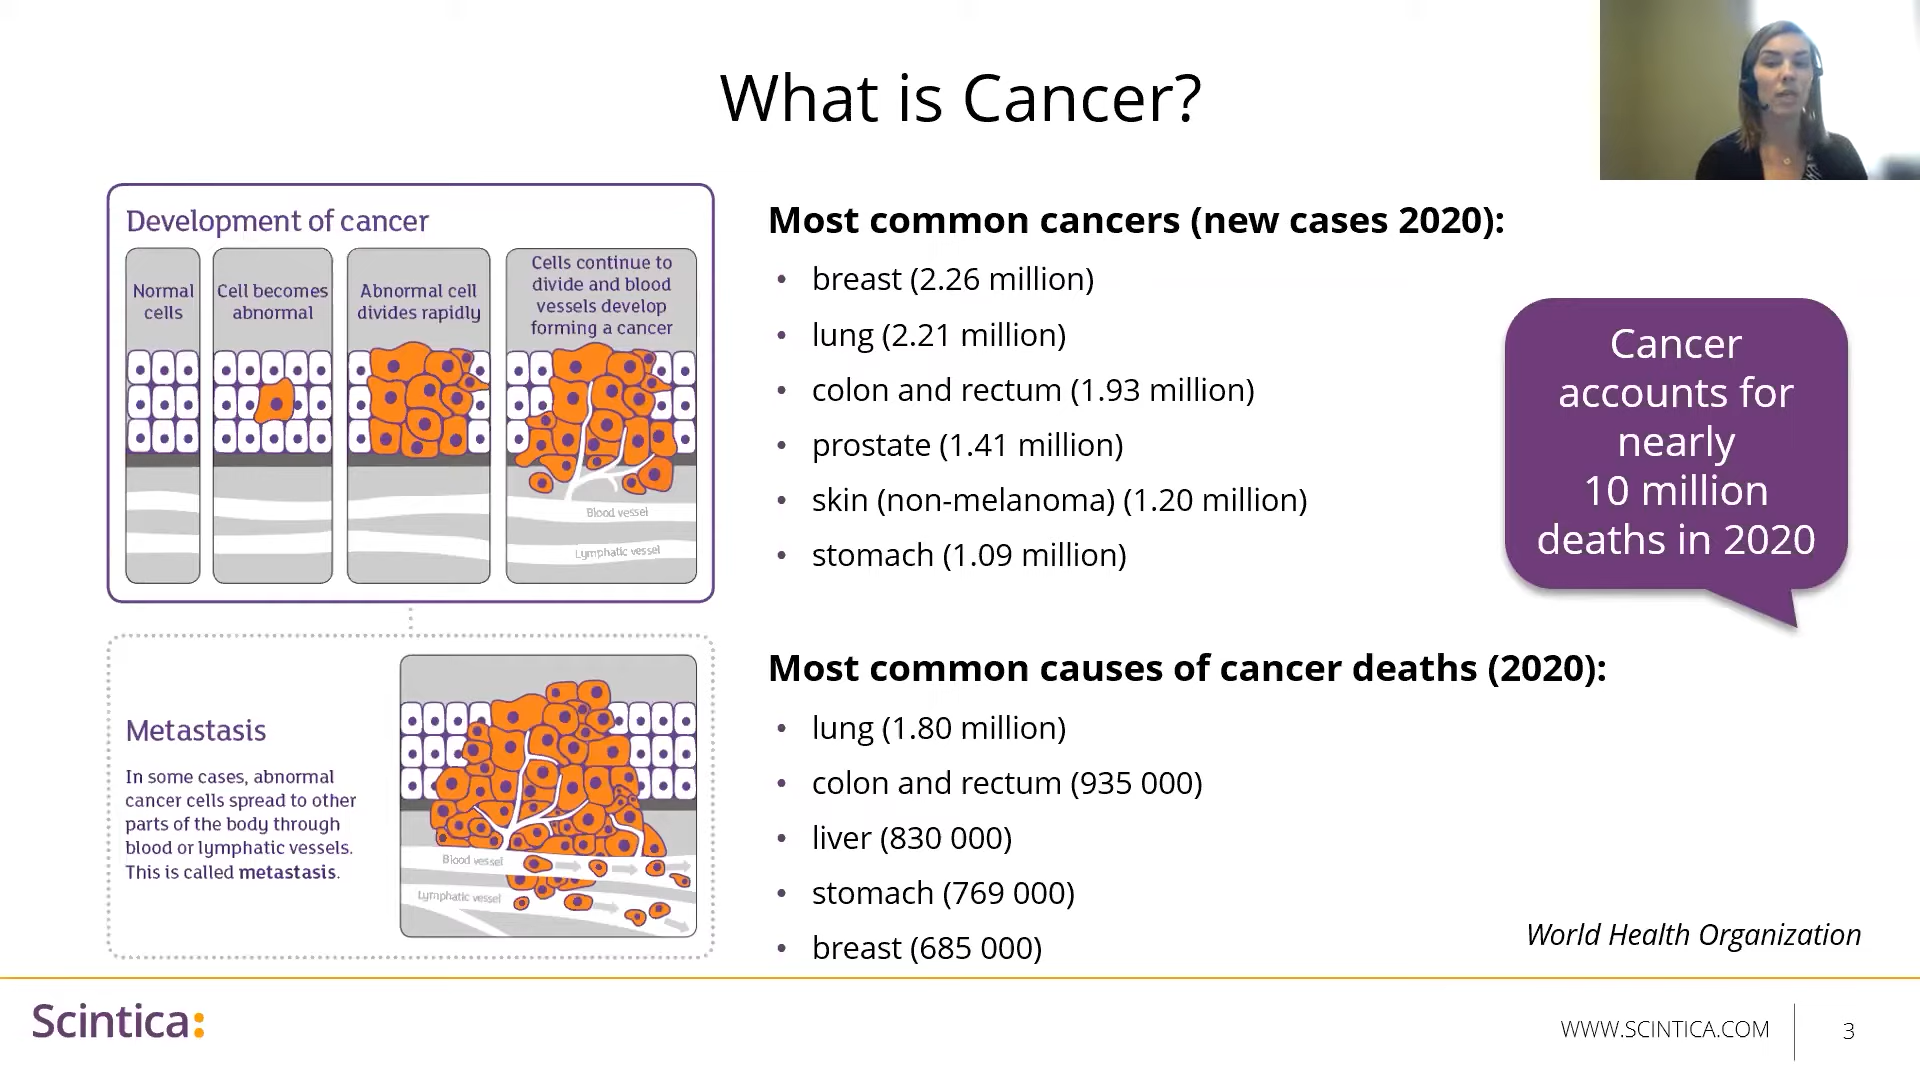 What is Cancer?
Development of cancer
Normal
cells
Cell becomes
abnormal
Abnormal cell
divides rapidly
Cells continue to
divide and blood
vessels develop
forming a cancer
Blood vessel
Lymphatic vessel
Metastasis
In some cases, abnormal
cancer cells spread to other
parts of the body through
blood or lymphatic vessels.
This is called metastasis.
Blood vessel
Lymphatic vessel
Most common cancers (new cases 2020):
• breast (2.26 million)
• lung (2.21 million)
• colon and rectum (1.93 million)
• prostate (1.41 million)
• skin (non-melanoma) (1.20 million)
• stomach (1.09 million)
Cancer
accounts for
nearly
10 million
deaths in 2020
Most common causes of cancer deaths (2020):
• lung (1.80 million)
• colon and rectum (935 000)
• liver (830 000)
• stomach (769 000)
• breast (685 000)
World Health Organization
Scintica:
WWW.SCINTICA.COM
3